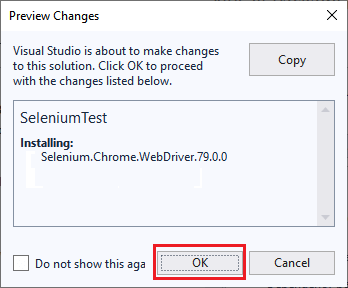 Preview Changes
Visual Studio is about to make changes
to this solution. Click OK to proceed
with the changes listed below.
Copy
SeleniumTest
Installing:
Selenium.Chrome.WebDriver.79.0.0
Do not show this aga
OK
Cancel